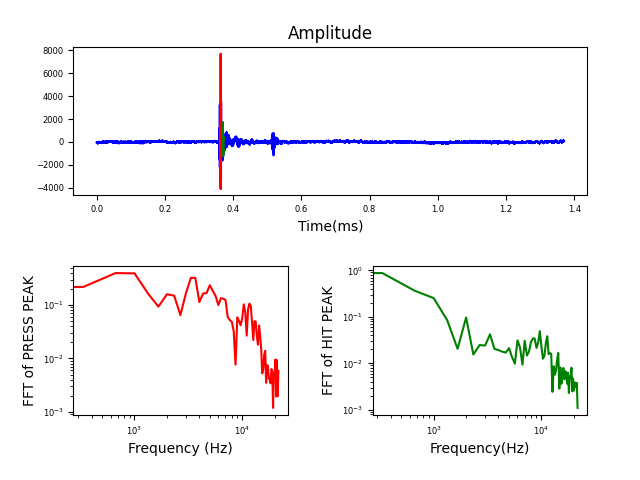 Amplitude
8000
6000
4000
2000
0
−2000
−4000
0.0 0.2 0.4 0.6 0.8 1.0 1.2 1.4
Time(ms)
FFT of PRESS PEAK
10⁻¹
10⁻²
10⁻³
10³ 10⁴
Frequency (Hz)
FFT of HIT PEAK
10⁰
10⁻¹
10⁻²
10⁻³
10³ 10⁴
Frequency(Hz)